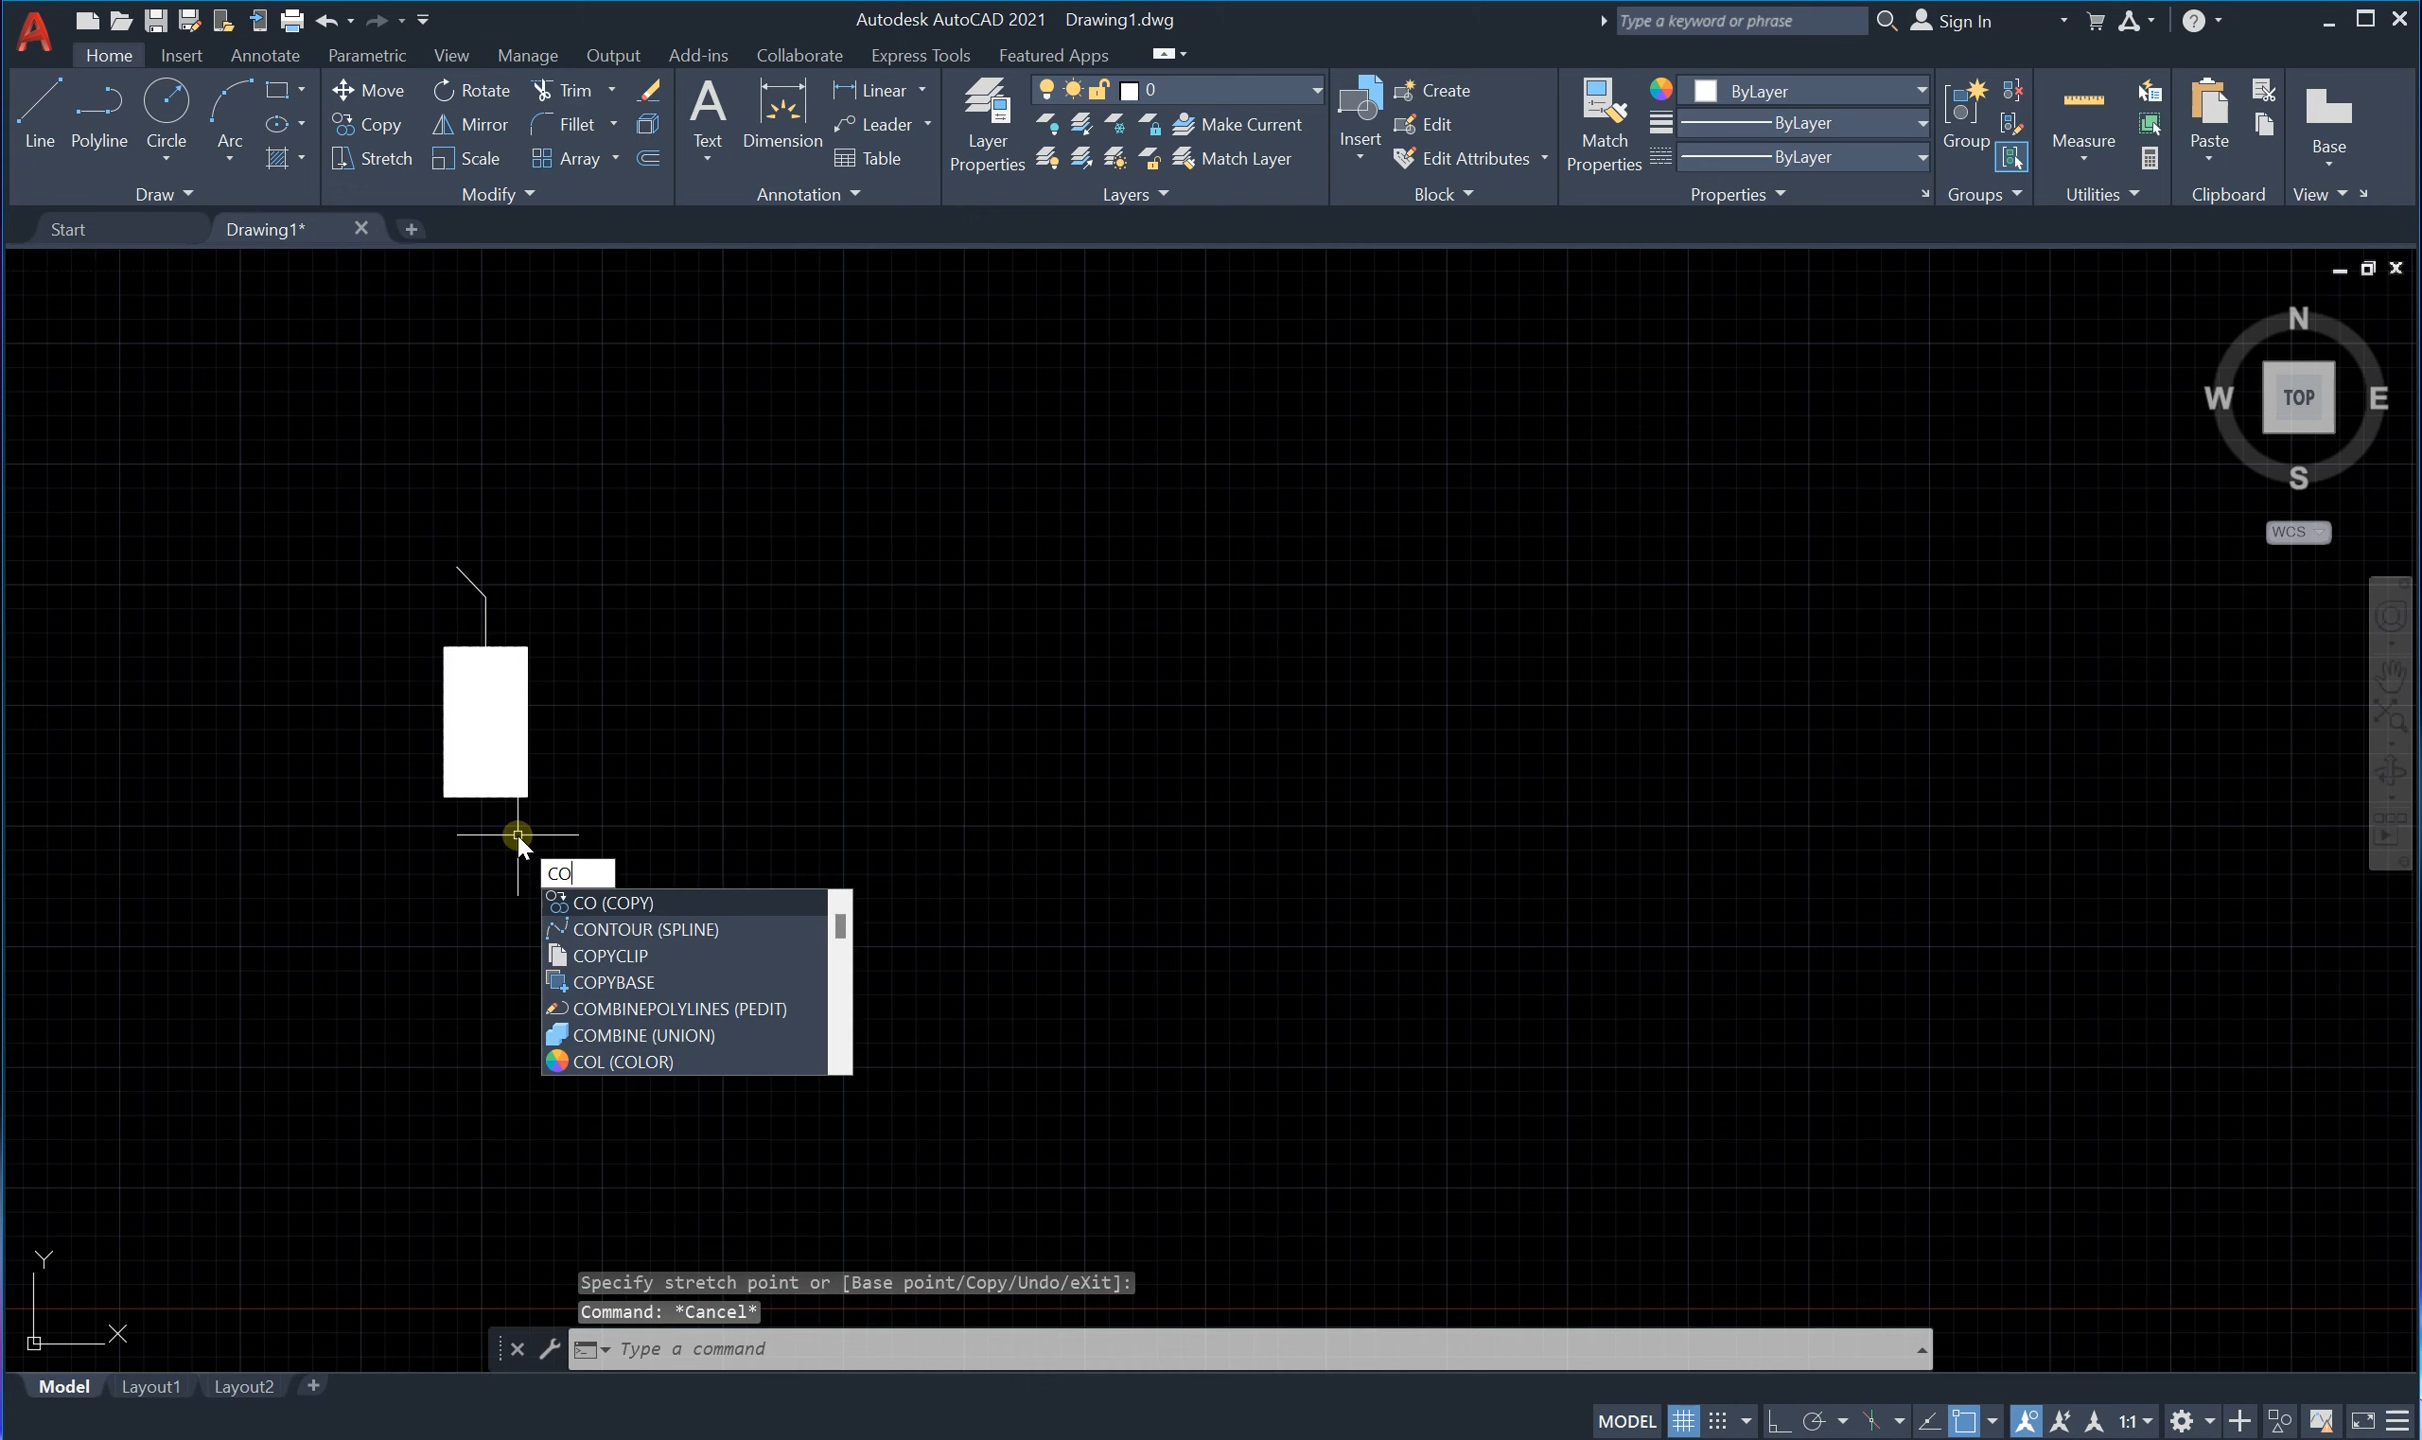 Autodesk AutoCAD 2021 Drawing1.dwg
Type a keyword or phrase
Sign In
Home Insert Annotate Parametric View Manage Output Add-ins Collaborate Express Tools Featured Apps
Line
Polyline
Circle
Arc
Draw
Move
Rotate
Trim
Copy
Mirror
Fillet
Stretch
Scale
Array
Modify
Text
Dimension
Linear
Leader
Table
Annotation
Layer
Properties
0
Make Current
Match Layer
Layers
Insert
Create
Edit
Edit Attributes
Block
Match
Properties
ByLayer
ByLayer
ByLayer
Properties
Group
Groups
Measure
Utilities
Paste
Clipboard
Base
View
Start
Drawing1*
N
W
TOP
E
S
WCS
CO
CO (COPY)
CONTOUR (SPLINE)
COPYCLIP
COPYBASE
COMBINEPOLYLINES (PEDIT)
COMBINE (UNION)
COL (COLOR)
Y
X
Specify stretch point or [Base point/Copy/Undo/eXit]:
Command: *Cancel*
Type a command
Model Layout1 Layout2
MODEL
1:1